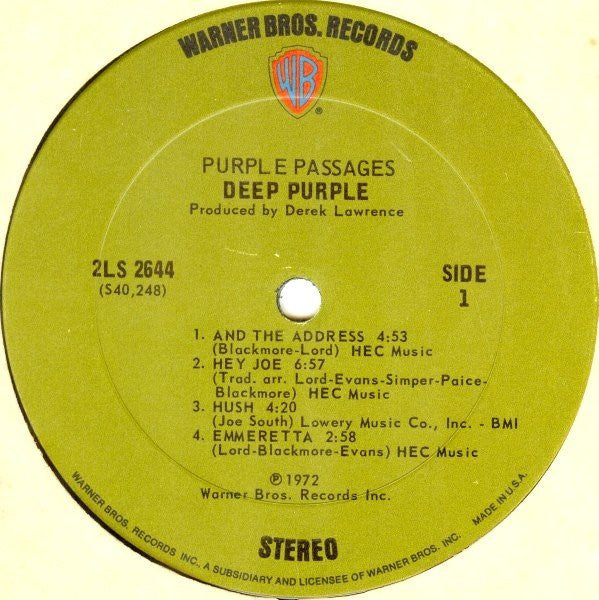 WARNER BROS. RECORDS
WB
®
PURPLE PASSAGES
DEEP PURPLE
Produced by Derek Lawrence
2LS 2644
(S40,248)
SIDE
1
1. AND THE ADDRESS 4:53
(Blackmore-Lord) HEC Music
2. HEY JOE 6:57
(Trad. arr. Lord-Evans-Simper-Paice-
Blackmore) HEC Music
3. HUSH 4:20
(Joe South) Lowery Music Co., Inc. - BMI
4. EMMERETTA 2:58
(Lord-Blackmore-Evans) HEC Music
℗ 1972
Warner Bros. Records Inc.
STEREO
WARNER BROS. RECORDS INC. A SUBSIDIARY AND LICENSEE OF WARNER BROS. INC. MADE IN U.S.A.